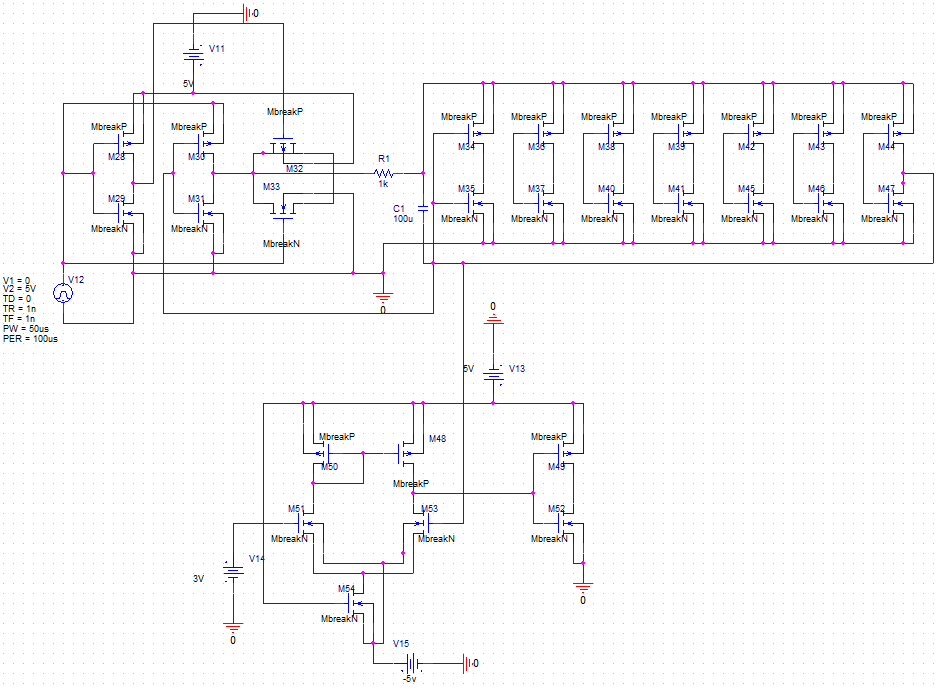 0
V11
5V
MbreakP
MbreakP
MbreakP
M28
M30
M32
M29
M31
M33
MbreakN
MbreakN
MbreakN
R1
1k
C1
100u
MbreakP
MbreakP
MbreakP
MbreakP
MbreakP
MbreakP
MbreakP
M34
M36
M38
M39
M42
M43
M44
M35
M37
M40
M41
M45
M46
M47
MbreakN
MbreakN
MbreakN
MbreakN
MbreakN
MbreakN
MbreakN
V12
V1 = 0
V2 = 5V
TD = 0
TR = 1n
TF = 1n
PW = 50us
PER = 100us
0
0
5V
V13
MbreakP
M48
MbreakP
M50
M49
MbreakP
M51
M53
M52
MbreakN
MbreakN
MbreakN
V14
3V
0
M54
MbreakN
0
V15
-5v
0